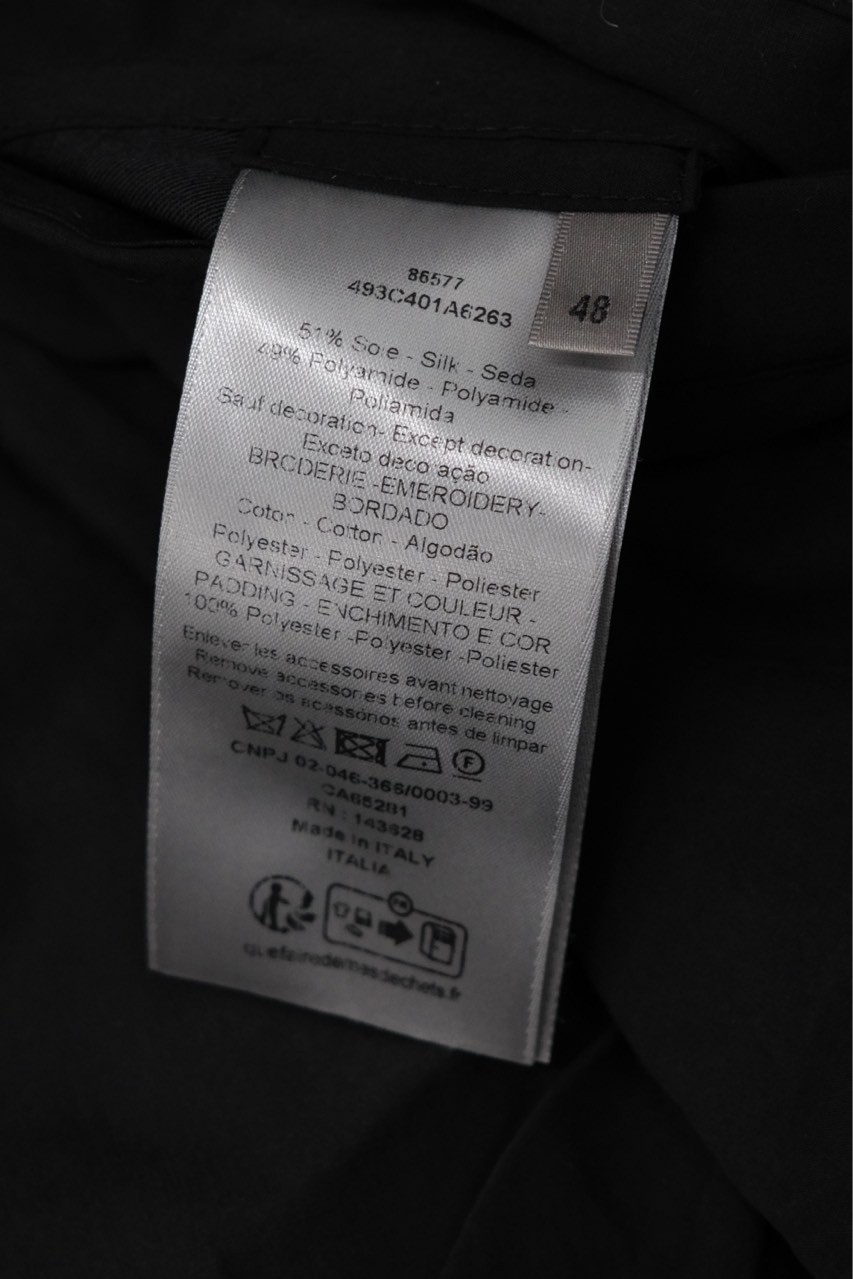 86577
493C401A6263
48
51% Soie - Silk - Seda
49% Polyamide - Polyamide -
Poliamida
Sauf decoration- Except decoration-
Exceto decoração
BRODERIE -EMBROIDERY-
BORDADO
Coton - Cotton - Algodão
Polyester - Polyester - Poliester
GARNISSAGE ET COULEUR -
PADDING - ENCHIMENTO E COR
100% Polyester -Polyester -Poliester
Enlever les accessoires avant nettoyage
Remove accessories before cleaning
Remover os acessórios antes de limpar
F
CNPJ 02-046-366/0003-99
CA65281
RN : 143628
Made in ITALY
ITALIA
FR
quefairedemesdechets.fr